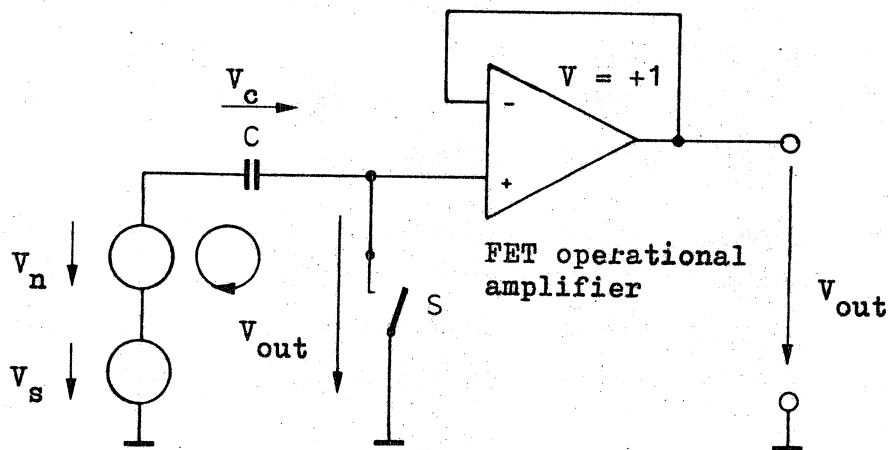 V = +1
V_c
C
-
+
V_n
FET operational
amplifier
V_out
S
V_out
V_s